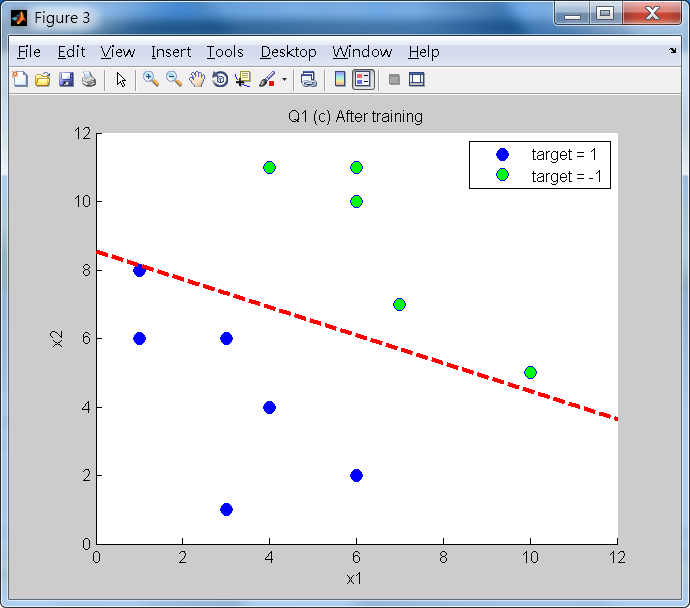 Figure 3
File Edit View Insert Tools Desktop Window Help
Q1 (c) After training
12
10
8
6
4
2
0
x2
target = 1
target = -1
0 2 4 6 8 10 12
x1